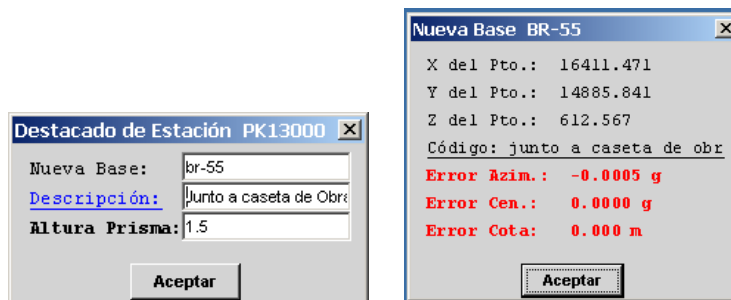 Destacado de Estación PK13000
Nueva Base: br-55
Descripción: Junto a caseta de Obra
Altura Prisma: 1.5
Aceptar
Nueva Base BR-55
X del Pto.: 16411.471
Y del Pto.: 14885.841
Z del Pto.: 612.567
Código: junto a caseta de obr
Error Azim.: -0.0005 g
Error Cen.: 0.0000 g
Error Cota: 0.000 m
Aceptar